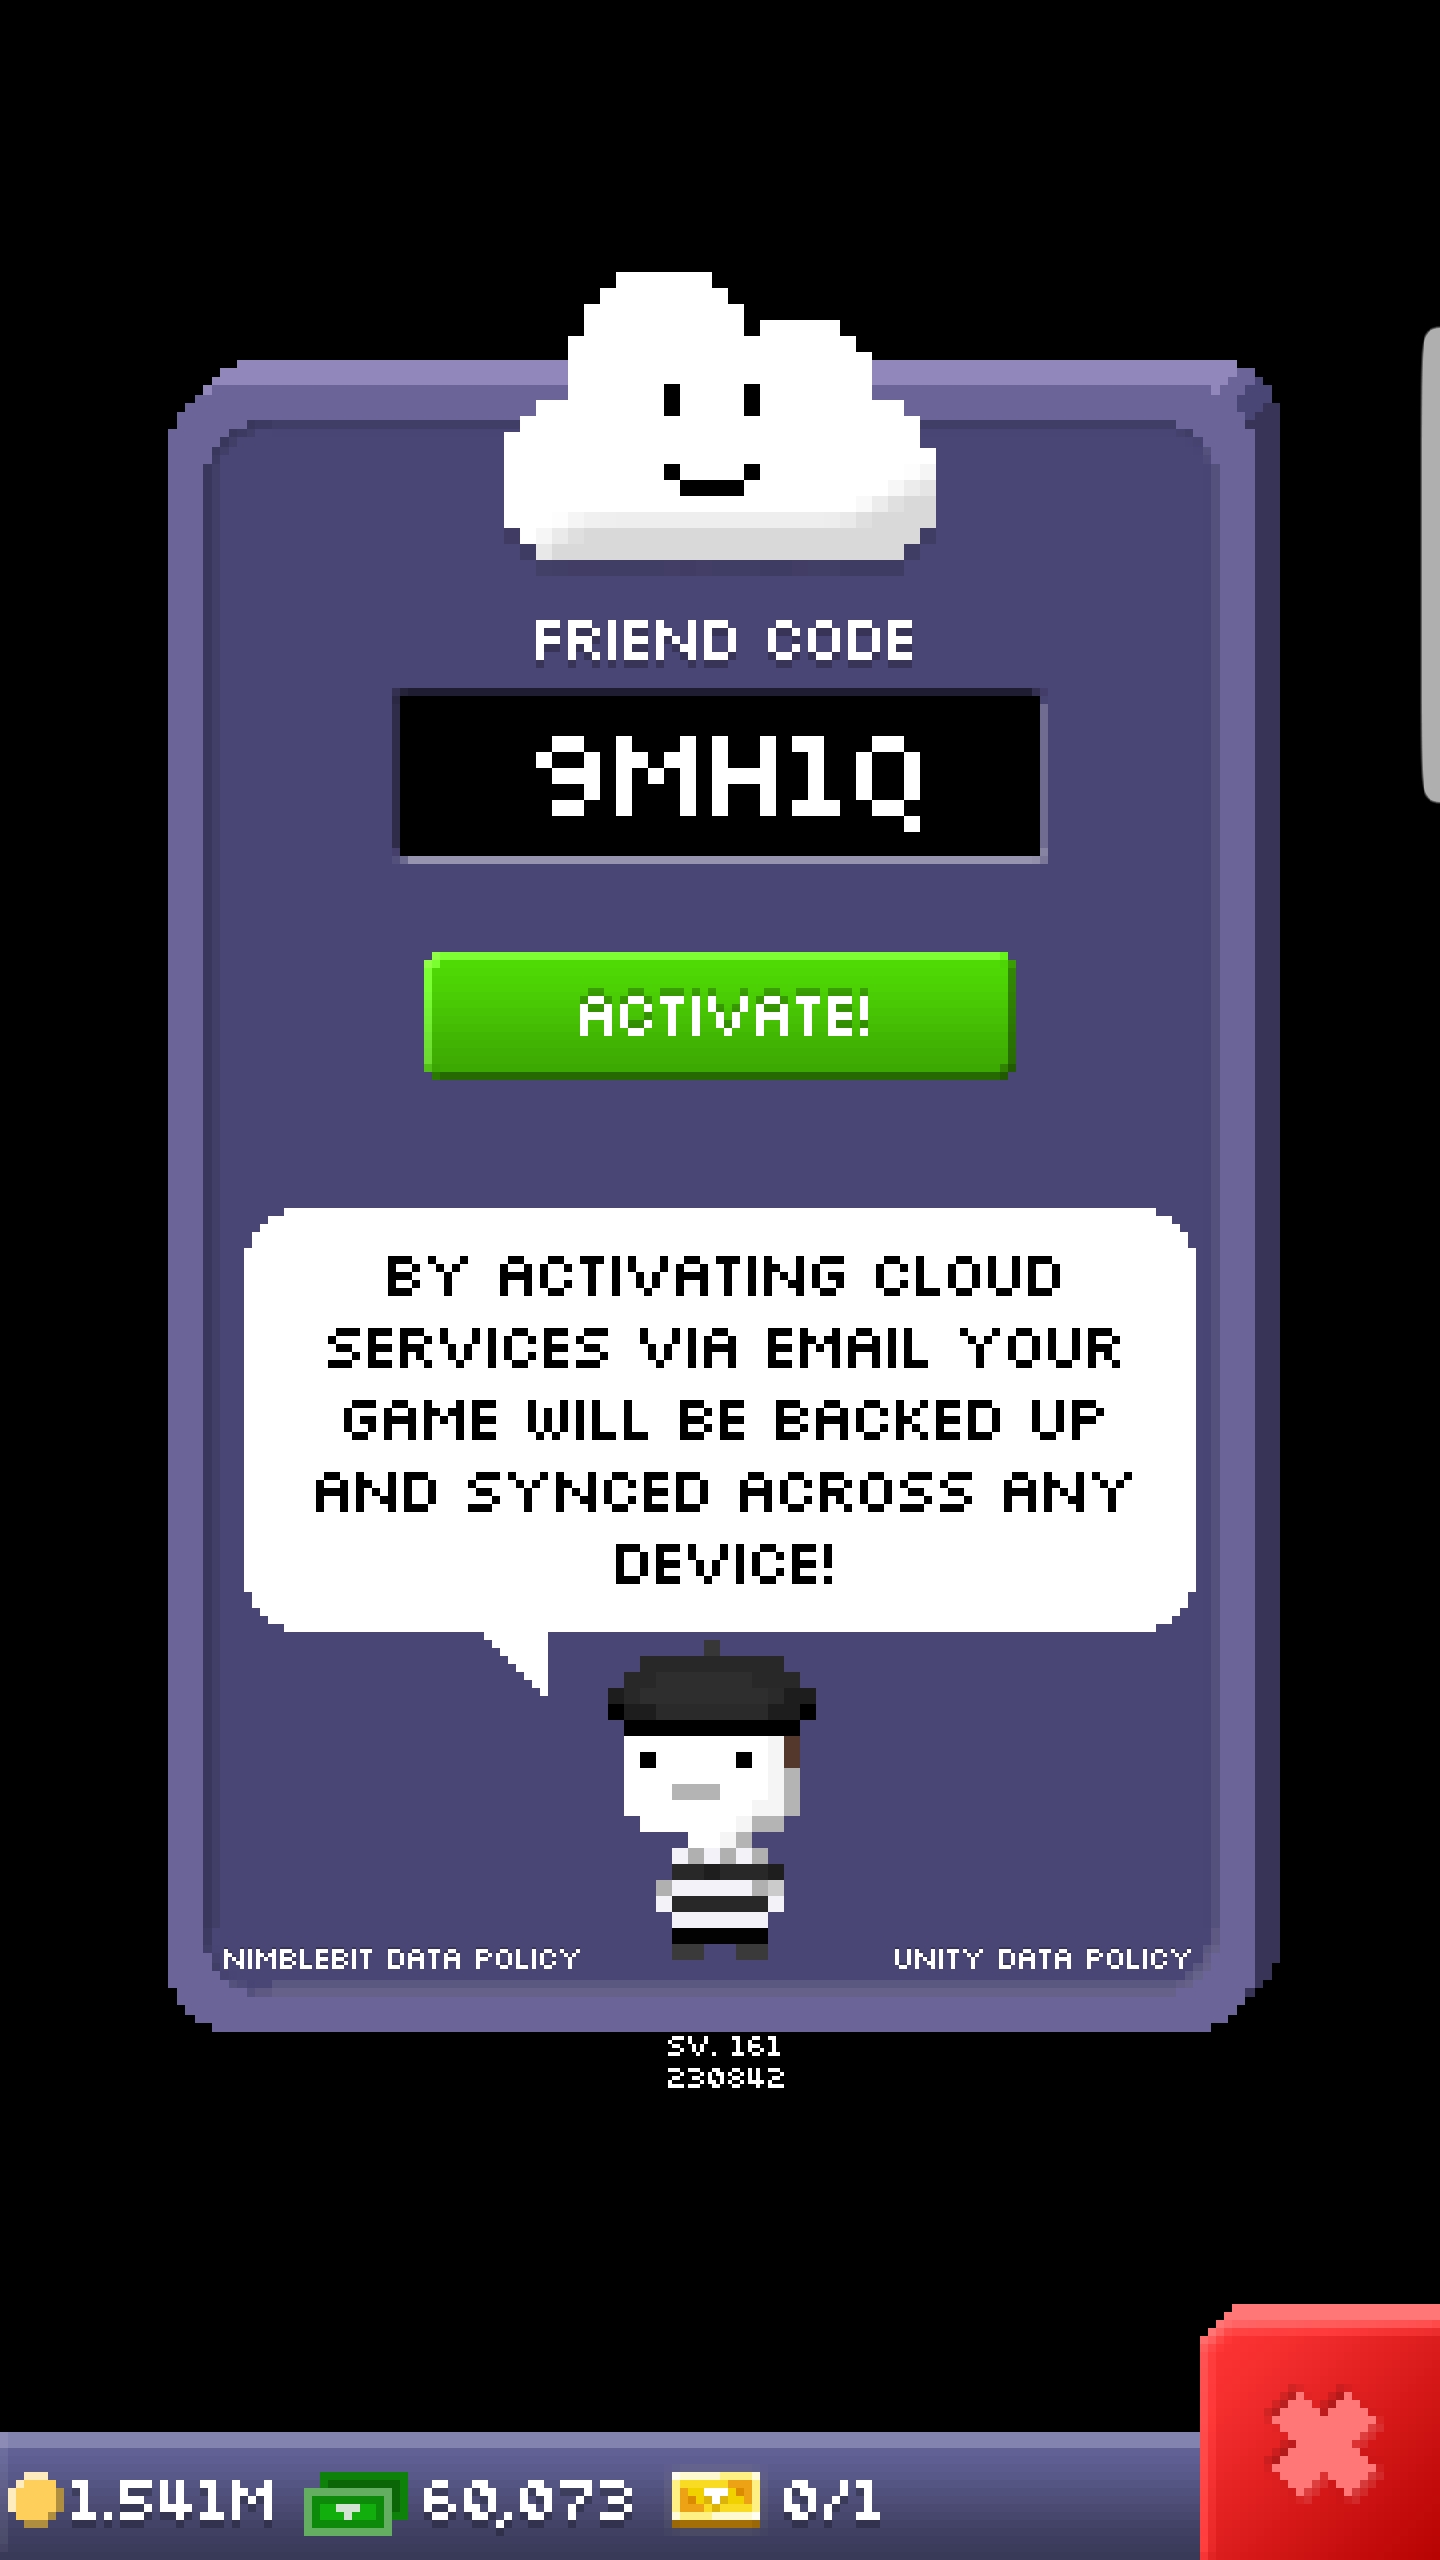 FRIEND CODE
9MH1Q
ACTIVATE!
BY ACTIVATING CLOUD
SERVICES VIA EMAIL YOUR
GAME WILL BE BACKED UP
AND SYNCED ACROSS ANY
DEVICE!
NIMBLEBIT DATA POLICY
UNITY DATA POLICY
SV. 161
230842
1.541M 60,073 0/1